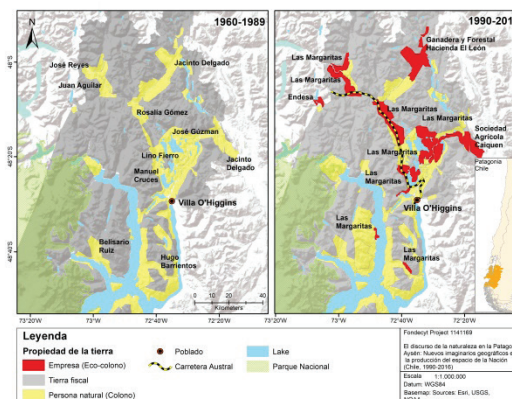 1960-1989
N
José Reyes
Jacinto Delgado
Juan Aguilar
Rosalía Gómez
José Gúzman
Lino Fierro
Jacinto
Delgado
Manuel
Cruces
Villa O'Higgins
Belisario
Ruiz
Hugo
Barrientos
48°S
48°20'S
48°40'S
0 10 20 40
Kilometers
73°20'W 73°W 72°40'W
1990-201
Las Margaritas
Ganadera y Forestal
Hacienda El León
Las Margaritas
Endesa
Las Margaritas
Las Margaritas
Sociedad
Agrícola
Caiquen
Las Margaritas
Las
Margaritas
Villa O'Higgins
Las
Margaritas
Las
Margaritas
Patagonia
Chile
48°S
48°20'S
48°40'S
73°20'W 73°W 72°40'W
Leyenda
Propiedad de la tierra
Empresa (Eco-colono)
Tierra fiscal
Persona natural (Colono)
Poblado
Carretera Austral
Lake
Parque Nacional
Fondecyt Project 1141169
El discurso de la naturaleza en la Patago
Aysén: Nuevos imaginarios geográficos e
la producción del espacio de la Nación
(Chile, 1990-2016)
Escala 1:1.000.000
Datum: WGS84
Basemap: Sources: Esri, USGS,